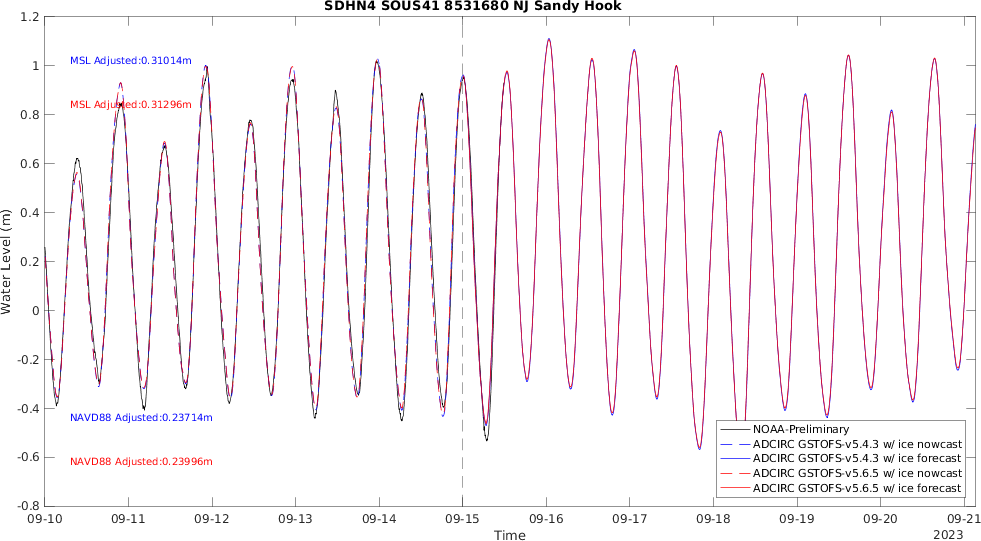 SDHN4 SOUS41 8531680 NJ Sandy Hook
1.2
1
0.8
0.6
0.4
0.2
0
-0.2
-0.4
-0.6
-0.8
Water Level (m)
MSL Adjusted:0.31014m
MSL Adjusted:0.31296m
NAVD88 Adjusted:0.23714m
NAVD88 Adjusted:0.23996m
NOAA-Preliminary
ADCIRC GSTOFS-v5.4.3 w/ ice nowcast
ADCIRC GSTOFS-v5.4.3 w/ ice forecast
ADCIRC GSTOFS-v5.6.5 w/ ice nowcast
ADCIRC GSTOFS-v5.6.5 w/ ice forecast
09-10 09-11 09-12 09-13 09-14 09-15 09-16 09-17 09-18 09-19 09-20 09-21
Time
2023